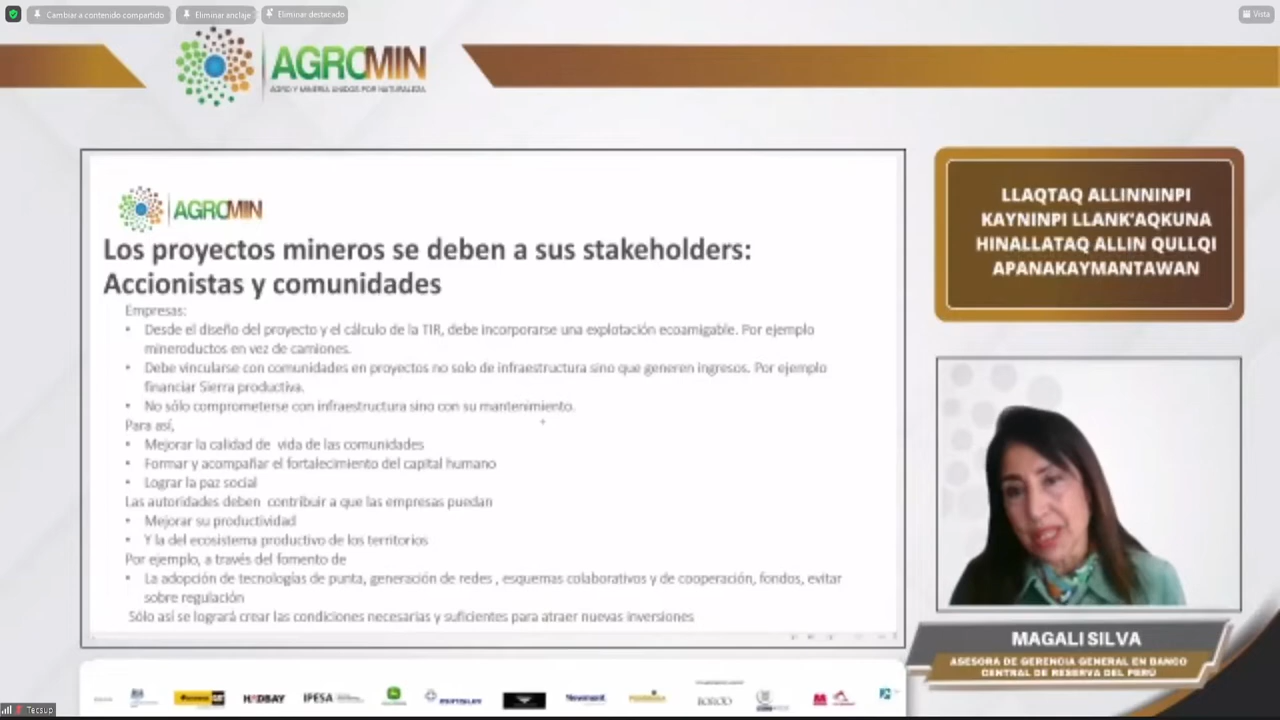 Cambiar a contenido compartido
Eliminar anclaje
Eliminar destacado
Vista
AGROMIN
AGRO Y MINERÍA UNIDOS POR NATURALEZA
AGROMIN
Los proyectos mineros se deben a sus stakeholders:
Accionistas y comunidades
Empresas:
• Desde el diseño del proyecto y el cálculo de la TIR, debe incorporarse una explotación ecoamigable. Por ejemplo
mineroductos en vez de camiones.
• Debe vincularse con comunidades en proyectos no solo de infraestructura sino que generen ingresos. Por ejemplo
financiar Sierra productiva.
• No sólo comprometerse con infraestructura sino con su mantenimiento.
Para así,
• Mejorar la calidad de vida de las comunidades
• Formar y acompañar el fortalecimiento del capital humano
• Lograr la paz social
Las autoridades deben contribuir a que las empresas puedan
• Mejorar su productividad
• Y la del ecosistema productivo de los territorios
Por ejemplo, a través del fomento de
• La adopción de tecnologías de punta, generación de redes , esquemas colaborativos y de cooperación, fondos, evitar
sobre regulación
Sólo así se logrará crear las condiciones necesarias y suficientes para atraer nuevas inversiones
LLAQTAQ ALLINNINPI
KAYNINPI LLANK'AQKUNA
HINALLATAQ ALLIN QULLQI
APANAKAYMANTAWAN
MAGALI SILVA
ASESORA DE GERENCIA GENERAL EN BANCO
CENTRAL DE RESERVA DEL PERÚ
HUDBAY
IPESA
Newmont
BOROO
Tecsup